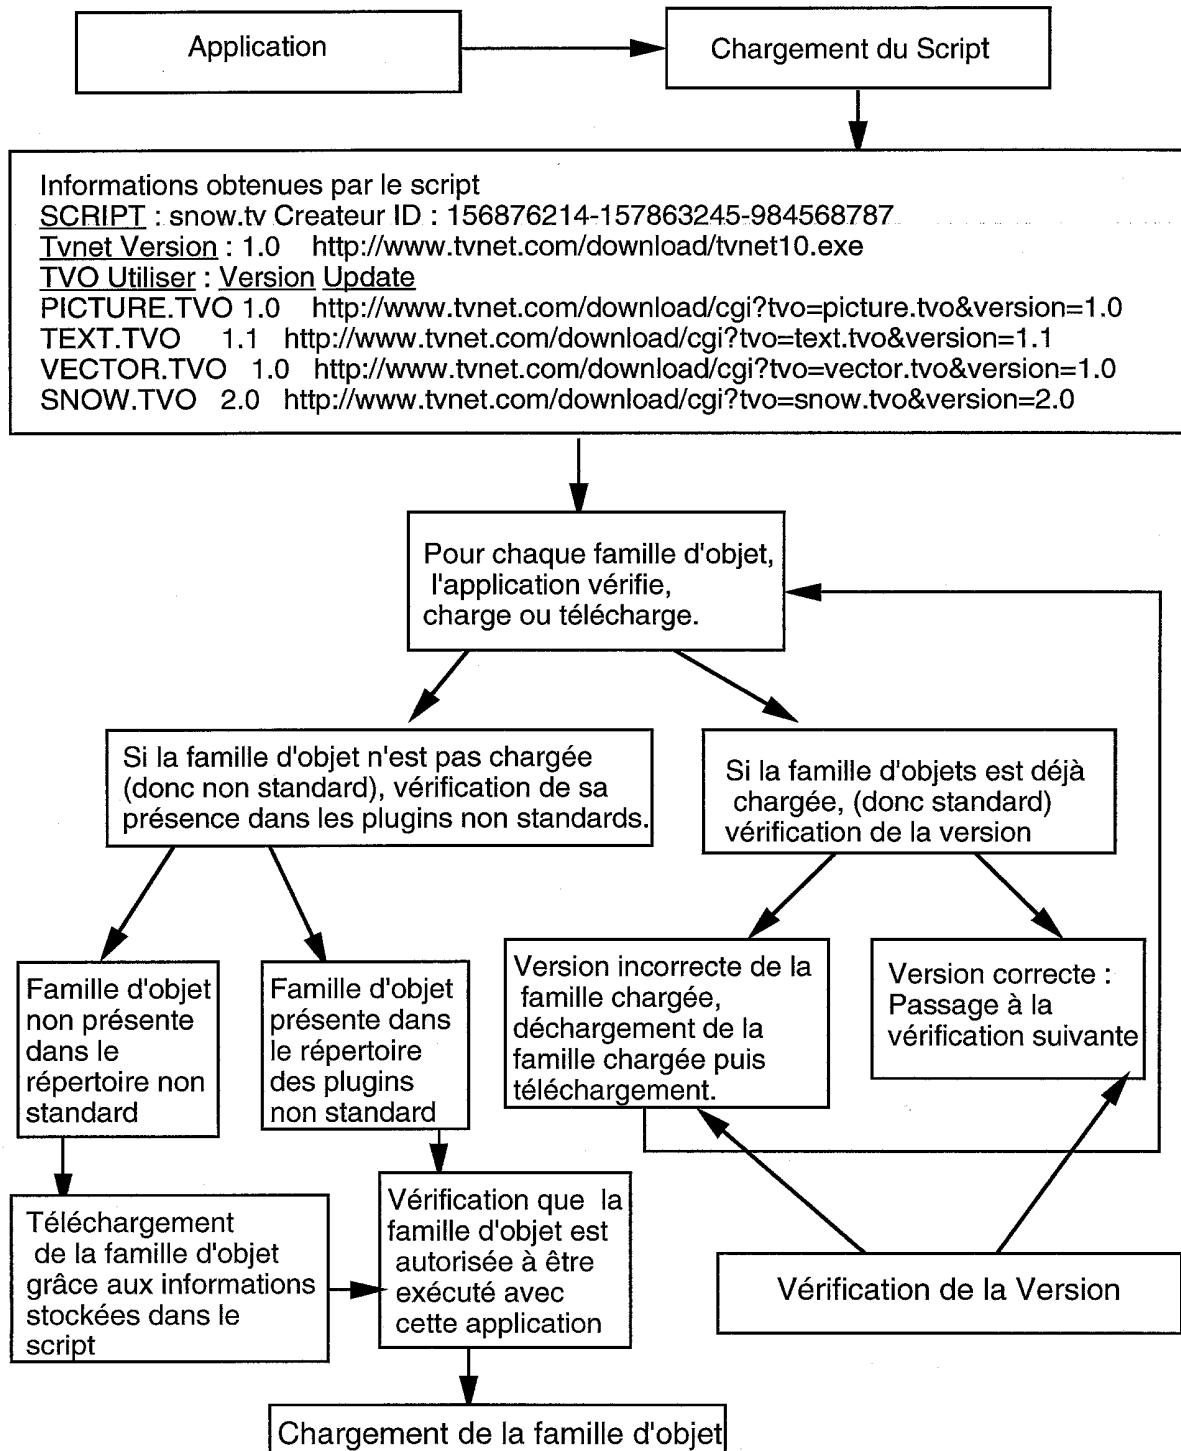 Application
Chargement du Script
Informations obtenues par le script
SCRIPT : snow.tv Createur ID : 156876214-157863245-984568787
Tvnet Version : 1.0 http://www.tvnet.com/download/tvnet10.exe
TVO Utiliser : Version Update
PICTURE.TVO 1.0 http://www.tvnet.com/download/cgi?tvo=picture.tvo&version=1.0
TEXT.TVO 1.1 http://www.tvnet.com/download/cgi?tvo=text.tvo&version=1.1
VECTOR.TVO 1.0 http://www.tvnet.com/download/cgi?tvo=vector.tvo&version=1.0
SNOW.TVO 2.0 http://www.tvnet.com/download/cgi?tvo=snow.tvo&version=2.0
Pour chaque famille d'objet,
l'application vérifie,
charge ou télécharge.
Si la famille d'objet n'est pas chargée
(donc non standard), vérification de sa
présence dans les plugins non standards.
Si la famille d'objets est déjà
chargée, (donc standard)
vérification de la version
Famille d'objet
non présente
dans le
répertoire non
standard
Famille d'objet
présente dans
le répertoire
des plugins
non standard
Version incorrecte de la
famille chargée,
déchargement de la
famille chargée puis
téléchargement.
Version correcte :
Passage à la
vérification suivante
Téléchargement
de la famille d'objet
grâce aux informations
stockées dans le
script
Vérification que la
famille d'objet est
autorisée à être
exécuté avec
cette application
Vérification de la Version
Chargement de la famille d'objet